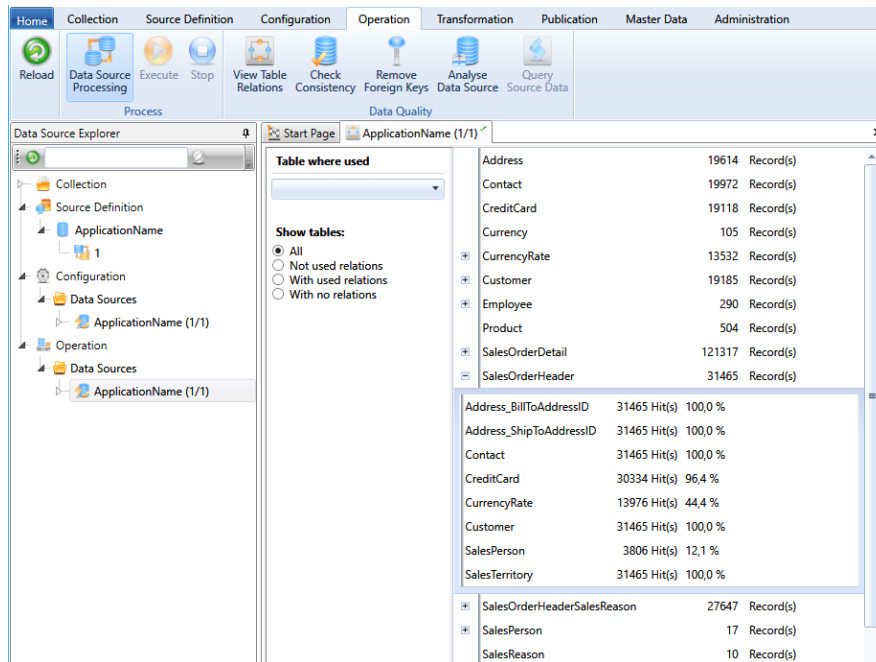 Home Collection Source Definition Configuration Operation Transformation Publication Master Data Administration
Reload Data Source Processing Execute Stop View Table Relations Check Consistency Remove Foreign Keys Analyse Data Source Query Source Data
Process Data Quality
Data Source Explorer
Start Page ApplicationName (1/1)
Collection
Source Definition
ApplicationName
1
Configuration
Data Sources
ApplicationName (1/1)
Operation
Data Sources
ApplicationName (1/1)
Table where used
Show tables:
All
Not used relations
With used relations
With no relations
Address 19614 Record(s)
Contact 19972 Record(s)
CreditCard 19118 Record(s)
Currency 105 Record(s)
CurrencyRate 13532 Record(s)
Customer 19185 Record(s)
Employee 290 Record(s)
Product 504 Record(s)
SalesOrderDetail 121317 Record(s)
SalesOrderHeader 31465 Record(s)
Address_BillToAddressID 31465 Hit(s) 100,0 %
Address_ShipToAddressID 31465 Hit(s) 100,0 %
Contact 31465 Hit(s) 100,0 %
CreditCard 30334 Hit(s) 96,4 %
CurrencyRate 13976 Hit(s) 44,4 %
Customer 31465 Hit(s) 100,0 %
SalesPerson 3806 Hit(s) 12,1 %
SalesTerritory 31465 Hit(s) 100,0 %
SalesOrderHeaderSalesReason 27647 Record(s)
SalesPerson 17 Record(s)
SalesReason 10 Record(s)